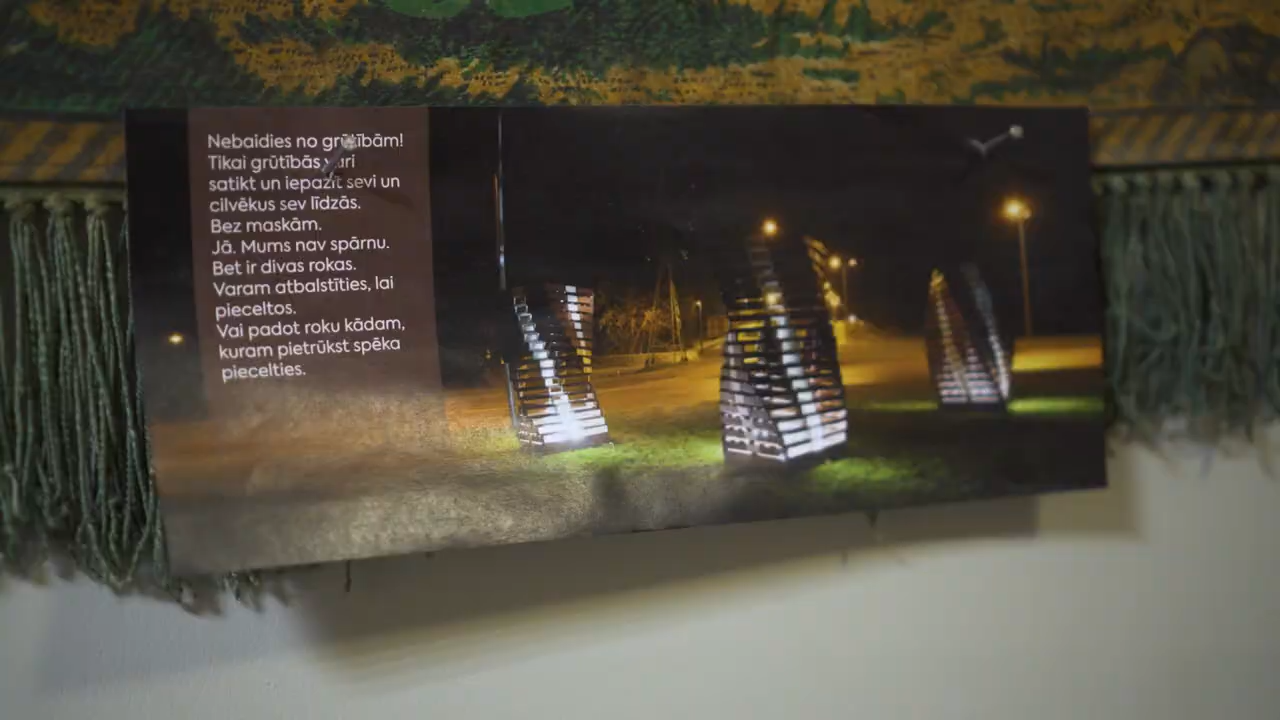 Nebaidies no grūtībām!
Tikai grūtībās vari
satikt un iepazīt sevi un
cilvēkus sev līdzās.
Bez maskām.
Jā. Mums nav spārnu.
Bet ir divas rokas.
Varam atbalstīties, lai
pieceltos.
Vai padot roku kādam,
kuram pietrūkst spēka
piecelties.